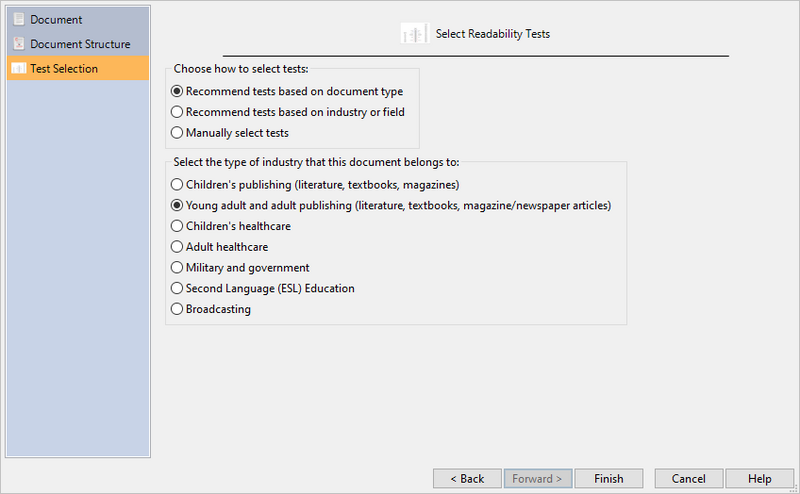 Document
Document Structure
Test Selection
Select Readability Tests
Choose how to select tests:
Recommend tests based on document type
Recommend tests based on industry or field
Manually select tests
Select the type of industry that this document belongs to:
Children's publishing (literature, textbooks, magazines)
Young adult and adult publishing (literature, textbooks, magazine/newspaper articles)
Children's healthcare
Adult healthcare
Military and government
Second Language (ESL) Education
Broadcasting
< Back Forward > Finish Cancel Help